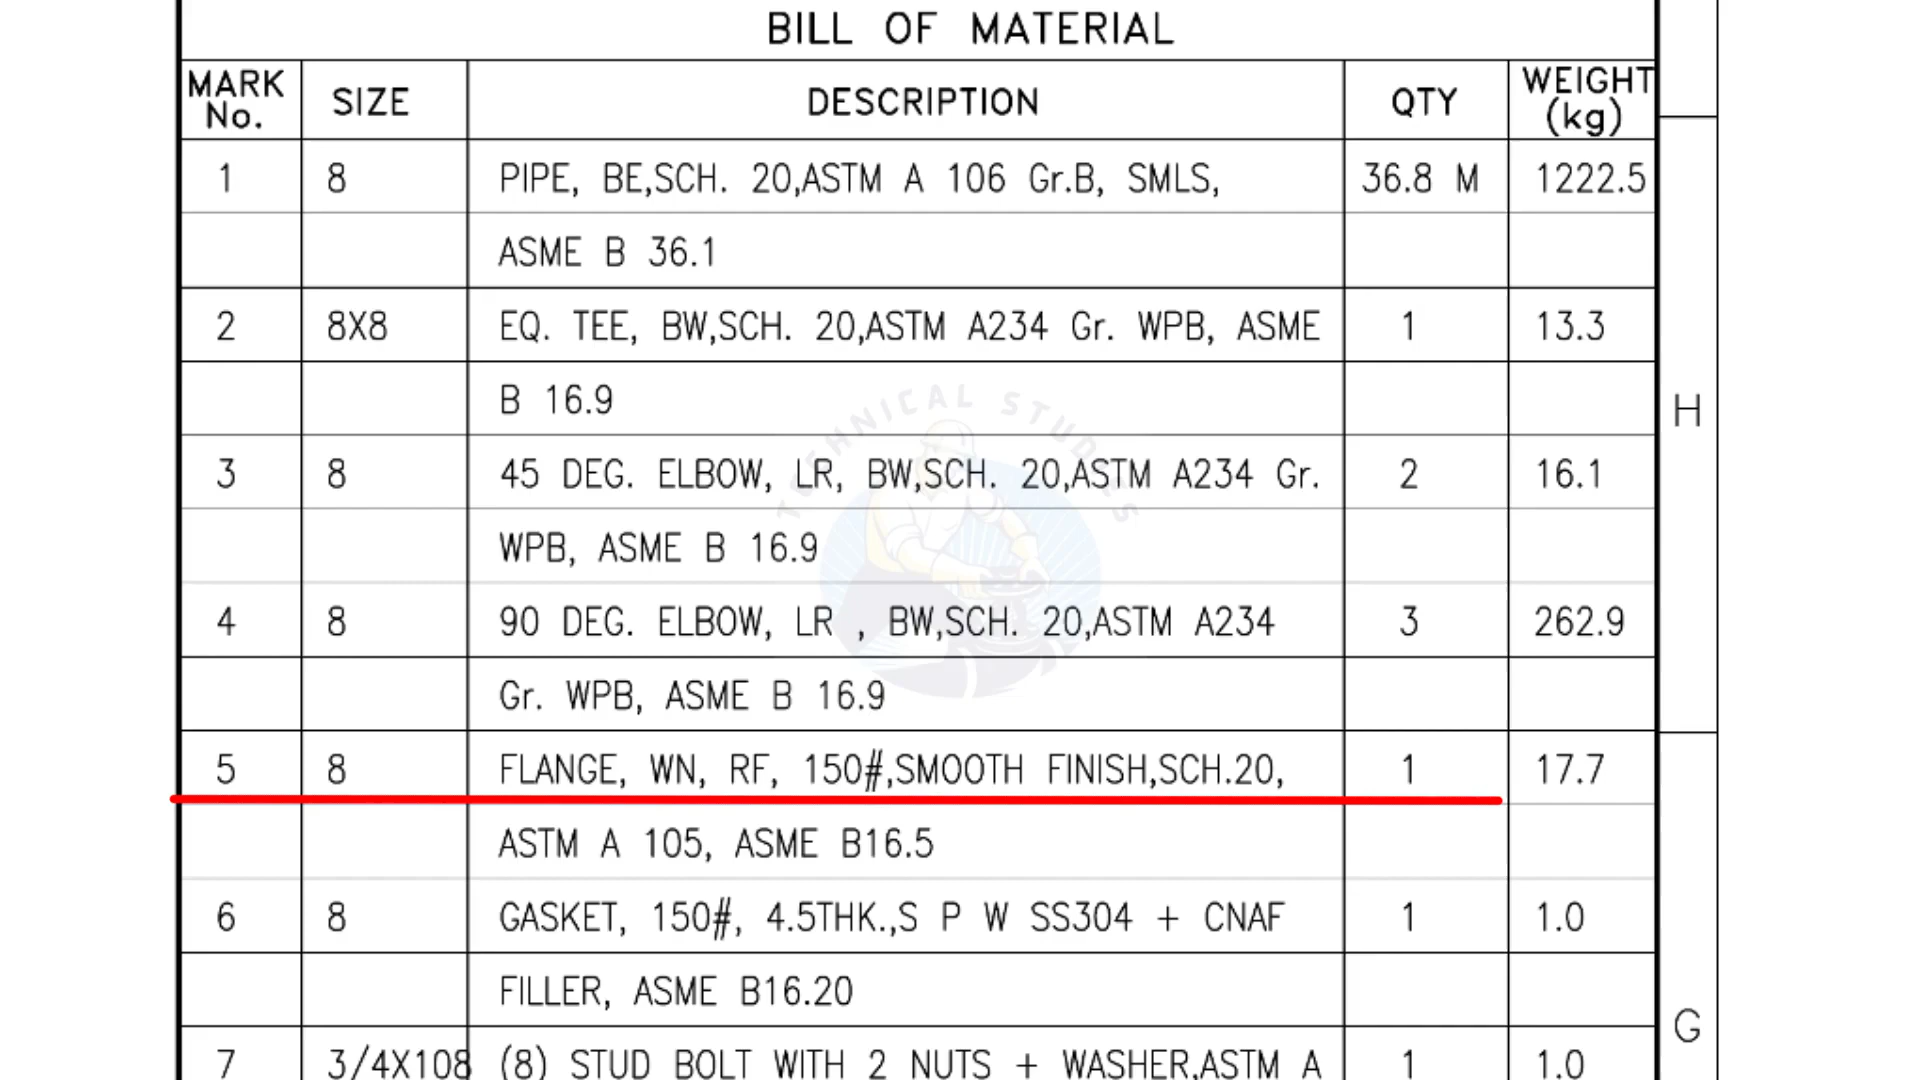 BILL OF MATERIAL
MARK No. SIZE DESCRIPTION QTY WEIGHT (kg)
1 8 PIPE, BE,SCH. 20,ASTM A 106 Gr.B, SMLS, 36.8 M 1222.5
ASME B 36.1
2 8X8 EQ. TEE, BW,SCH. 20,ASTM A234 Gr. WPB, ASME 1 13.3
B 16.9
H
TECHNICAL STUDIES
3 8 45 DEG. ELBOW, LR, BW,SCH. 20,ASTM A234 Gr. 2 16.1
WPB, ASME B 16.9
4 8 90 DEG. ELBOW, LR , BW,SCH. 20,ASTM A234 3 262.9
Gr. WPB, ASME B 16.9
5 8 FLANGE, WN, RF, 150#,SMOOTH FINISH,SCH.20, 1 17.7
ASTM A 105, ASME B16.5
6 8 GASKET, 150#, 4.5THK.,S P W SS304 + CNAF 1 1.0
FILLER, ASME B16.20
G
7 3/4X108 (8) STUD BOLT WITH 2 NUTS + WASHER,ASTM A 1 1.0